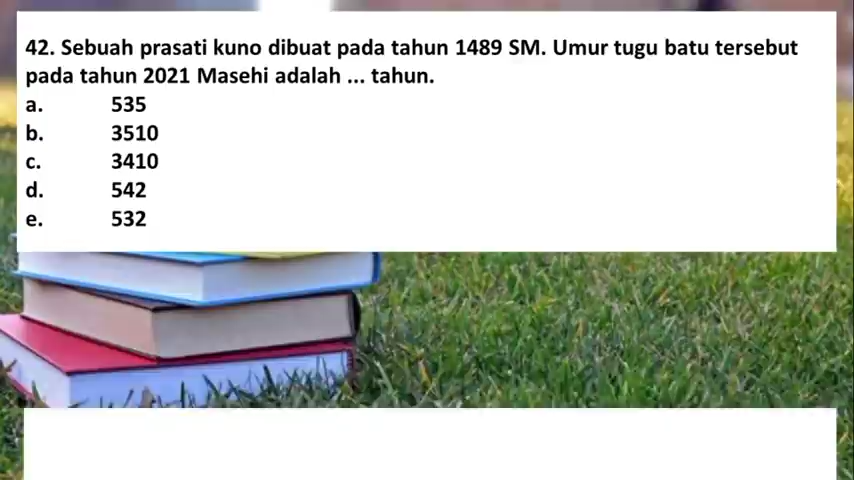 42. Sebuah prasati kuno dibuat pada tahun 1489 SM. Umur tugu batu tersebut
pada tahun 2021 Masehi adalah ... tahun.
a. 535
b. 3510
c. 3410
d. 542
e. 532